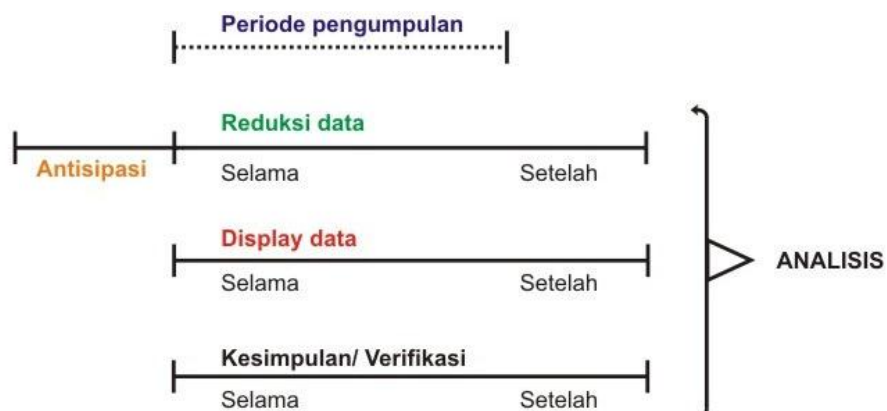 Periode pengumpulan
Reduksi data
Antisipasi
Selama
Setelah
Display data
Selama
Setelah
ANALISIS
Kesimpulan/ Verifikasi
Selama
Setelah